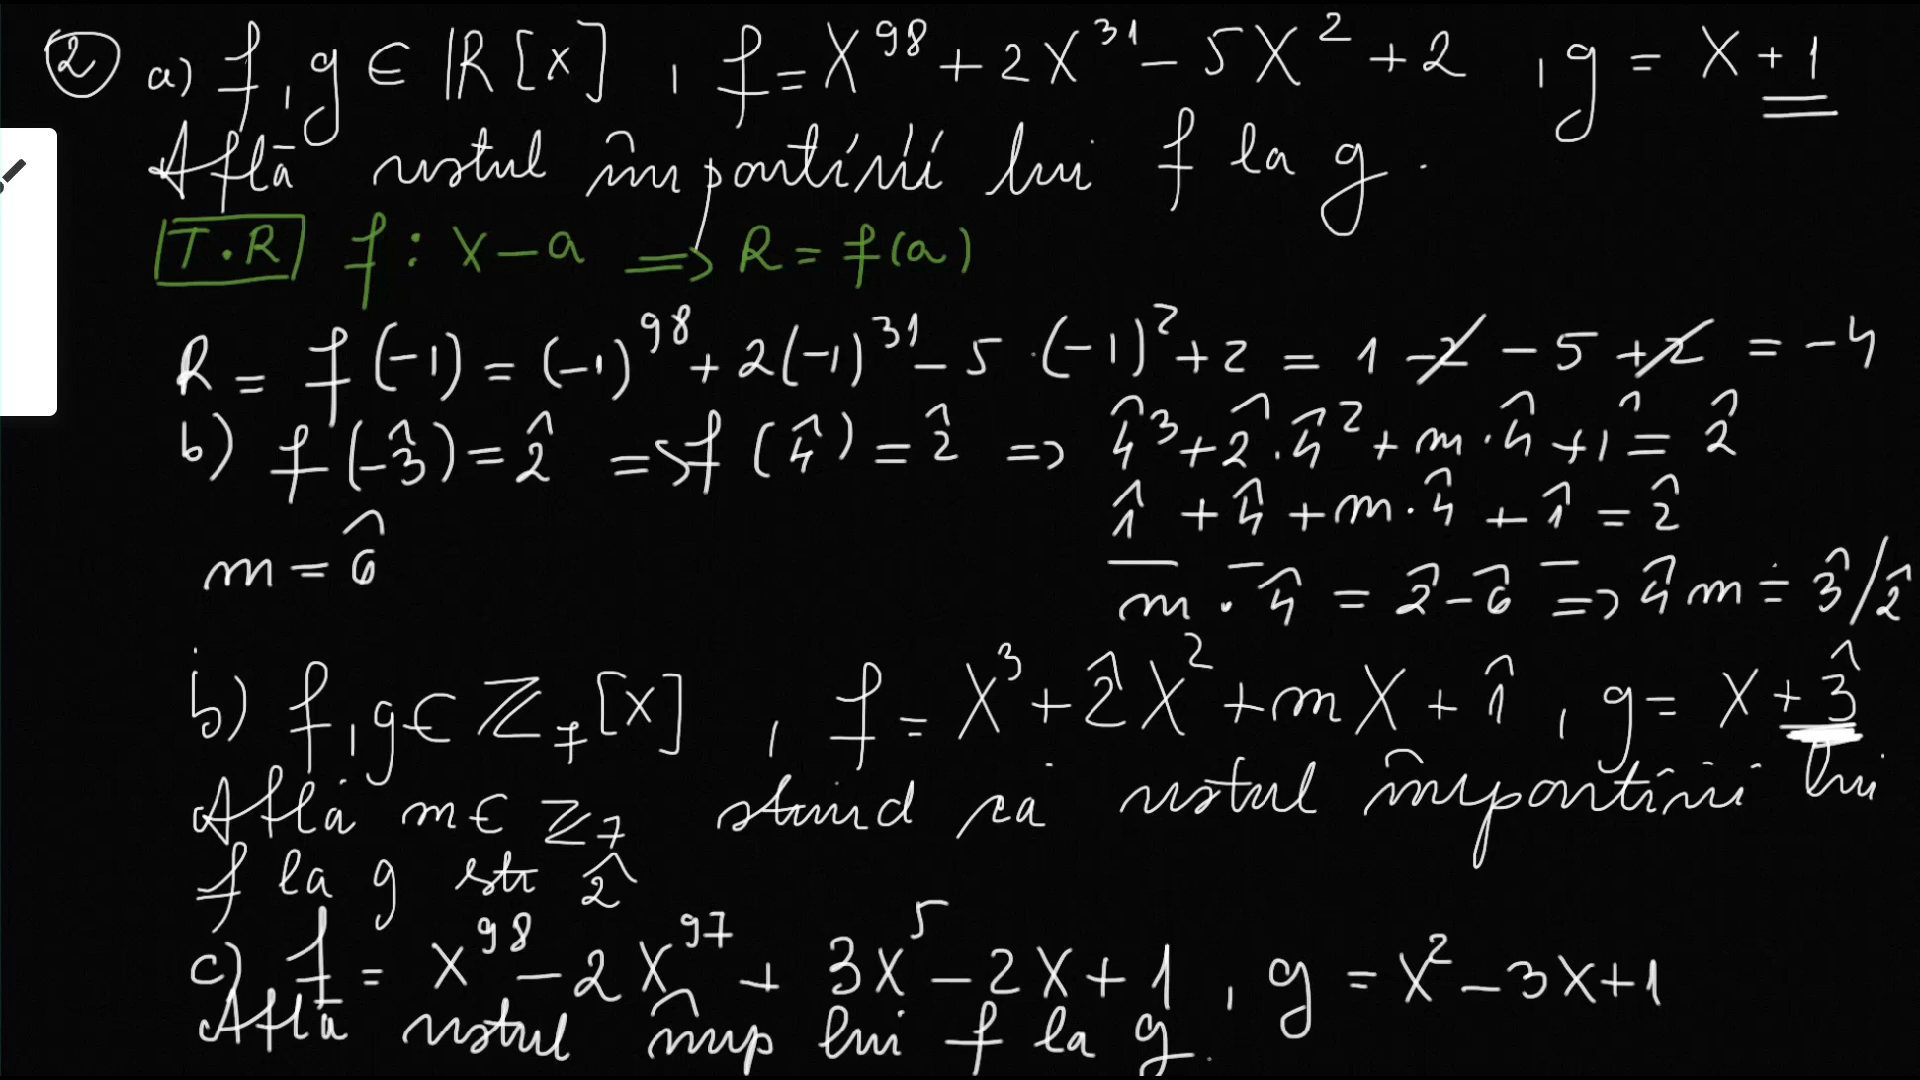 ② a) f, g ∈ ℝ[x] , f = X^98 + 2X^31 - 5X^2 + 2 , g = X + 1
Află restul împărțirii lui f la g.
T.R f : X - a => R = f(a)
R = f(-1) = (-1)^98 + 2(-1)^31 - 5·(-1)^2 + 2 = 1 - 2 - 5 + 2 = -4
b) f(-3̂) = 2̂ => f(4̂) = 2̂ => 4̂^3 + 2̂·4̂^2 + m·4̂ + 1̂ = 2̂
1̂ + 4̂ + m·4̂ + 1̂ = 2̂
m = 6̂
m·4̂ = 2̂ - 6̂ => 4̂m = 3̂ /2̂
b) f, g ∈ ℤ_7[x] , f = X^3 + 2̂X^2 + mX + 1̂ , g = X + 3̂
Află m ∈ ℤ_7 știind că restul împărțirii lui
f la g este 2̂
c) f = X^98 - 2X^97 + 3X^5 - 2X + 1 , g = X^2 - 3X + 1
Află restul împ lui f la g.